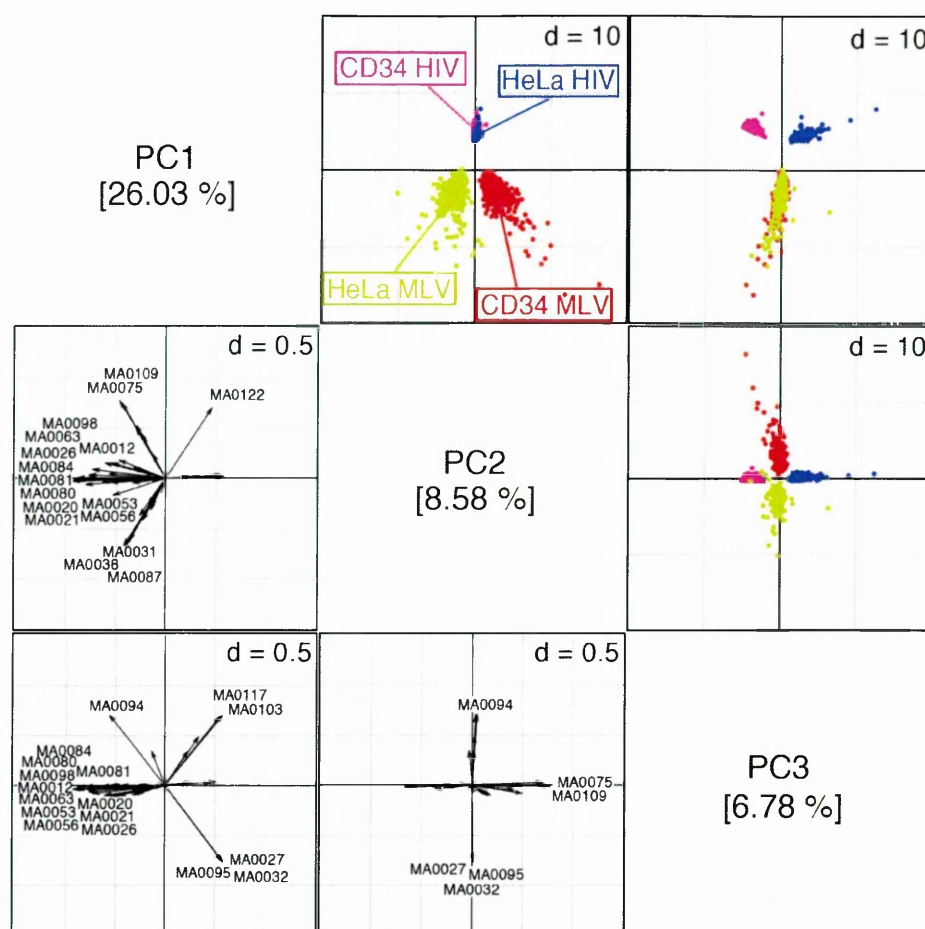 d = 10
CD34 HIV
HeLa HIV
HeLa MLV
CD34 MLV
d = 10
PC1
[26.03 %]
d = 0.5
MA0109
MA0075
MA0122
MA0098
MA0063
MA0012
MA0026
MA0084
MA0081
MA0080
MA0053
MA0020
MA0056
MA0021
MA0031
MA0038
MA0087
PC2
[8.58 %]
d = 10
d = 0.5
MA0117
MA0094
MA0103
MA0084
MA0080
MA0081
MA0098
MA0012
MA0063
MA0020
MA0053
MA0021
MA0056
MA0026
MA0027
MA0095
MA0032
d = 0.5
MA0094
MA0075
MA0109
MA0027
MA0095
MA0032
PC3
[6.78 %]